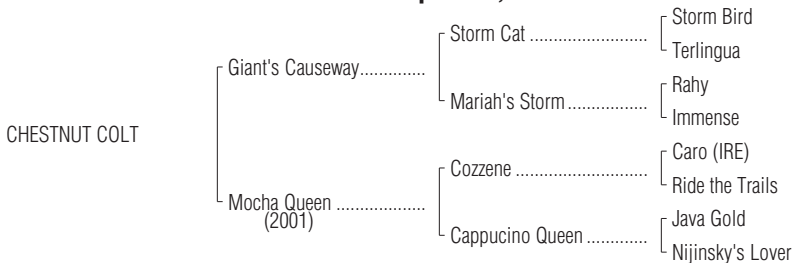 Storm Bird
Storm Cat ..............................
Terlingua
Giant's Causeway..............
Rahy
Mariah's Storm....................
Immense
CHESTNUT COLT
Caro (IRE)
Cozzene .................................
Ride the Trails
Mocha Queen ...................
(2001)
Java Gold
Cappucino Queen ...............
Nijinsky's Lover